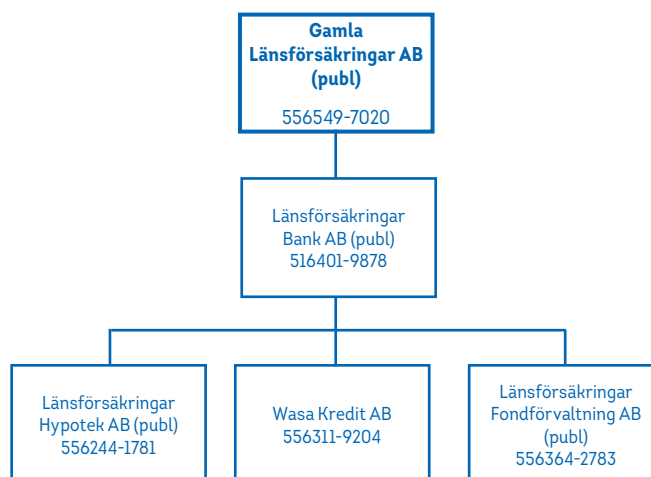 Gamla
Länsförsäkringar AB
(publ)
556549-7020
Länsförsäkringar
Bank AB (publ)
516401-9878
Länsförsäkringar
Hypotek AB (publ)
556244-1781
Wasa Kredit AB
556311-9204
Länsförsäkringar
Fondförvaltning AB
(publ)
556364-2783